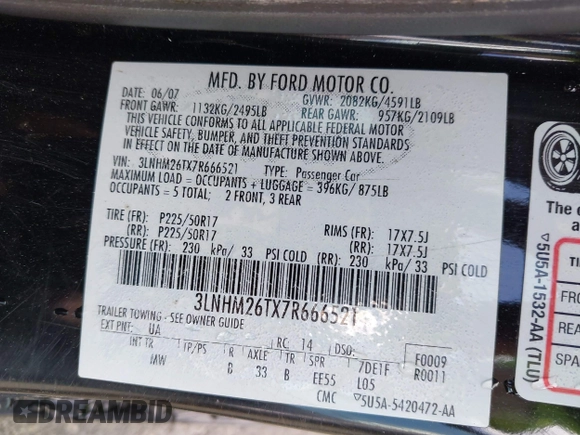 MFD. BY FORD MOTOR CO.
DATE: 06/07 GVWR: 2082KG/4591LB
FRONT GAWR: 1132KG/2495LB REAR GAWR: 957KG/2109LB
THIS VEHICLE CONFORMS TO ALL APPLICABLE FEDERAL MOTOR
VEHICLE SAFETY, BUMPER, AND THEFT PREVENTION STANDARDS
IN EFFECT ON THE DATE OF MANUFACTURE SHOWN ABOVE.
VIN: 3LNHM26TX7R666521 TYPE: Passenger Car
MAXIMUM LOAD = OCCUPANTS + LUGGAGE = 396KG/ 875LB
OCCUPANTS = 5 TOTAL: 2 FRONT, 3 REAR
TIRE (FR): P225/50R17 RIMS (FR): 17X7.5J
(RR): P225/50R17 (RR): 17X7.5J
PRESSURE (FR): 230 kPa/ 33 PSI COLD (RR): 230 kPa/ 33 PSI COLD
3LNHM26TX7R666521
TRAILER TOWING - SEE OWNER GUIDE
EXT PNT: UA RC: 14 DSO: F0009
INT TR TP/PS R AXLE TR SPR 7DE1F R0011
MW 33 B EE55 L05
CMC 5U5A-5420472-AA
The
a
TI
FRO
REA
SPA
5U5A-1532-AA (TLU)
DREAMBID